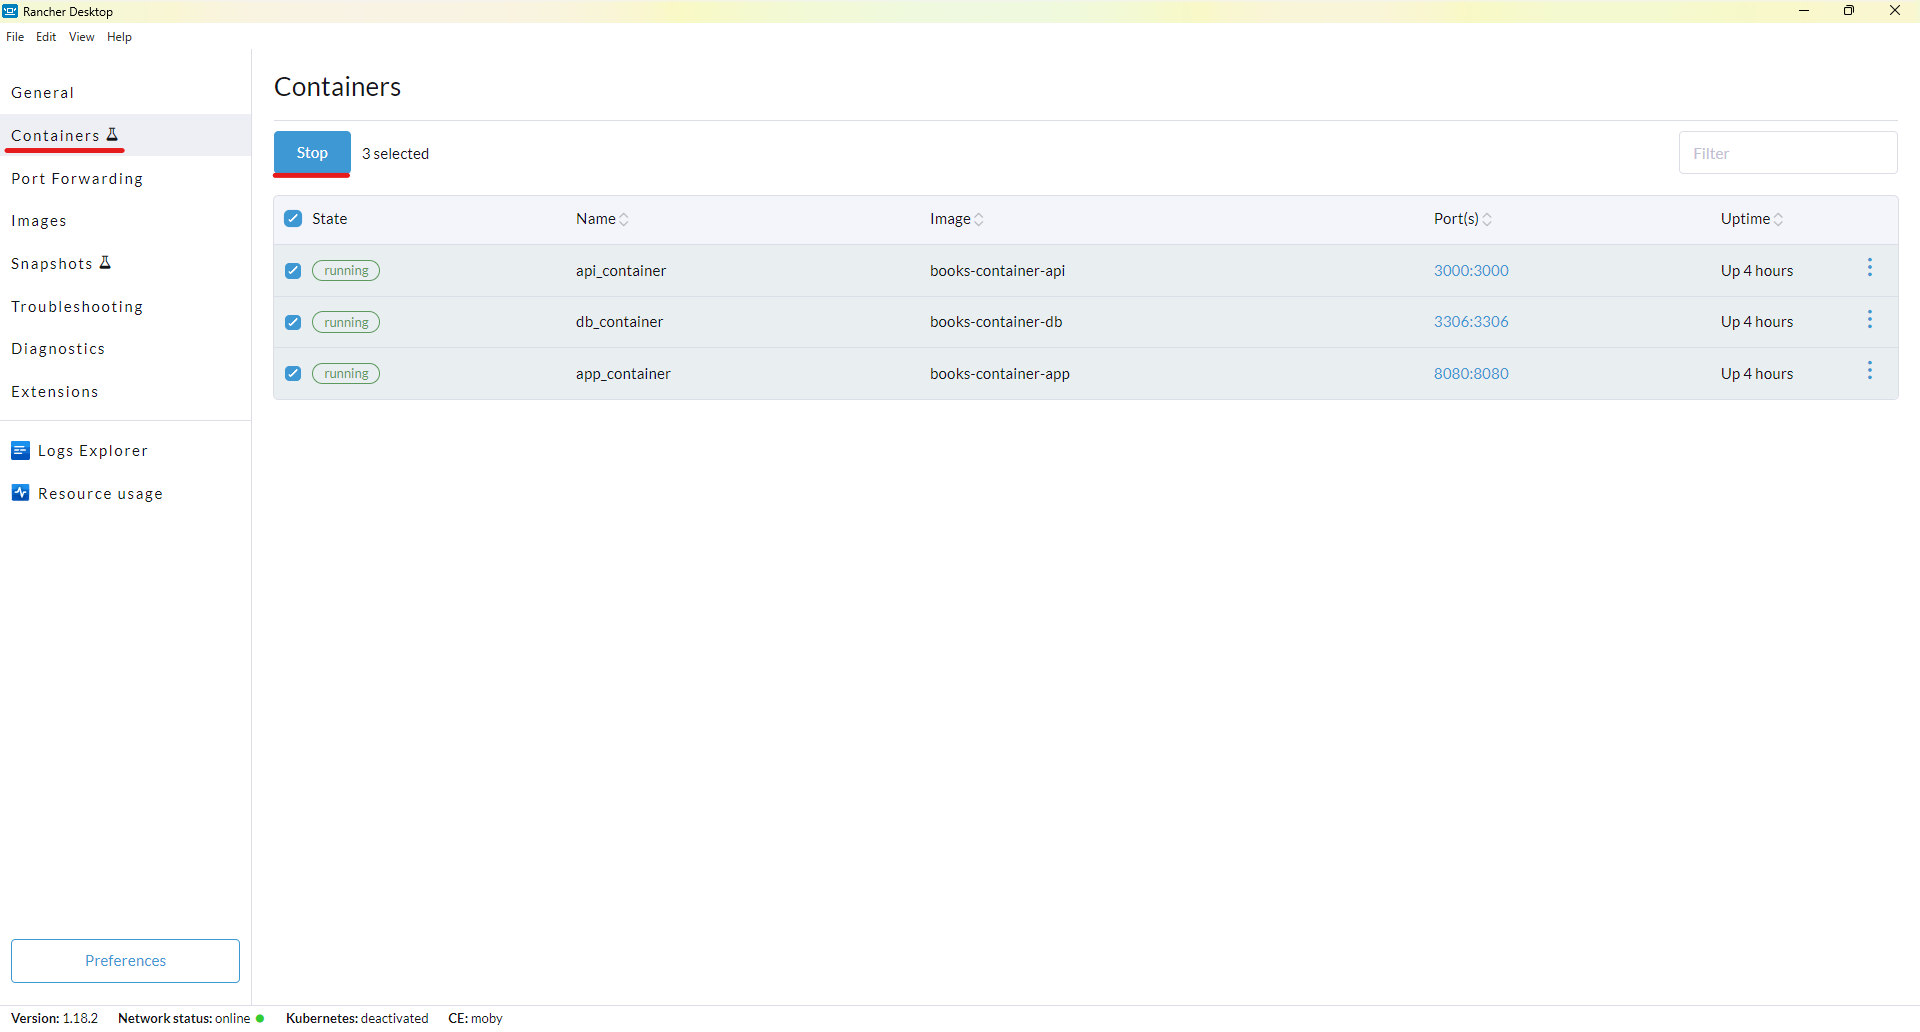 Rancher Desktop
File Edit View Help
General
Containers
Port Forwarding
Images
Snapshots
Troubleshooting
Diagnostics
Extensions
Logs Explorer
Resource usage
Preferences
Containers
Stop 3 selected Filter
State Name Image Port(s) Uptime
running api_container books-container-api 3000:3000 Up 4 hours
running db_container books-container-db 3306:3306 Up 4 hours
running app_container books-container-app 8080:8080 Up 4 hours
Version: 1.18.2 Network status: online Kubernetes: deactivated CE: moby